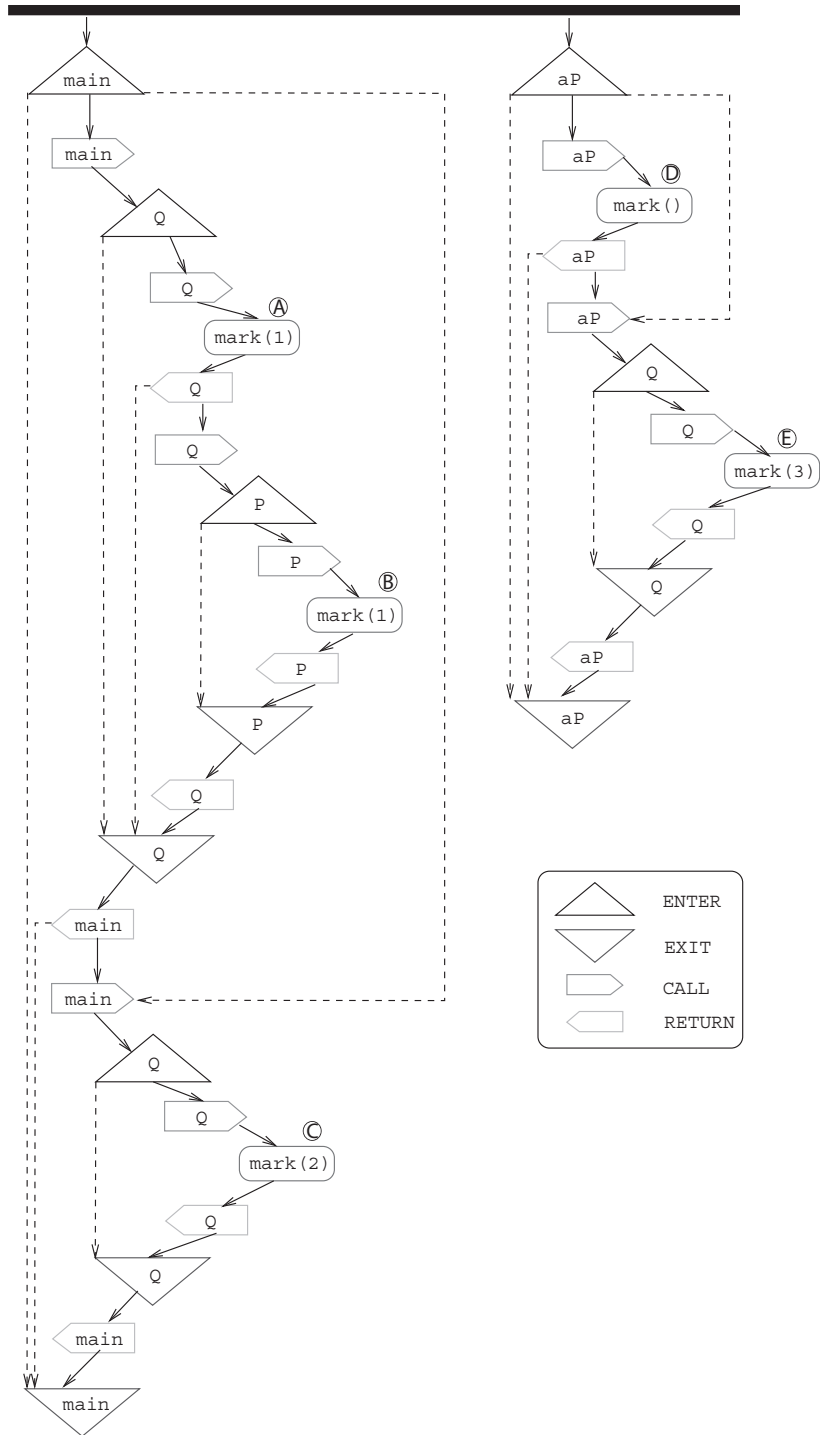 main
main
Q
Q
A
mark(1)
Q
Q
P
P
B
mark(1)
P
P
Q
Q
main
main
Q
Q
C
mark(2)
Q
Q
main
main
aP
aP
D
mark()
aP
aP
Q
Q
E
mark(3)
Q
Q
aP
aP
ENTER
EXIT
CALL
RETURN